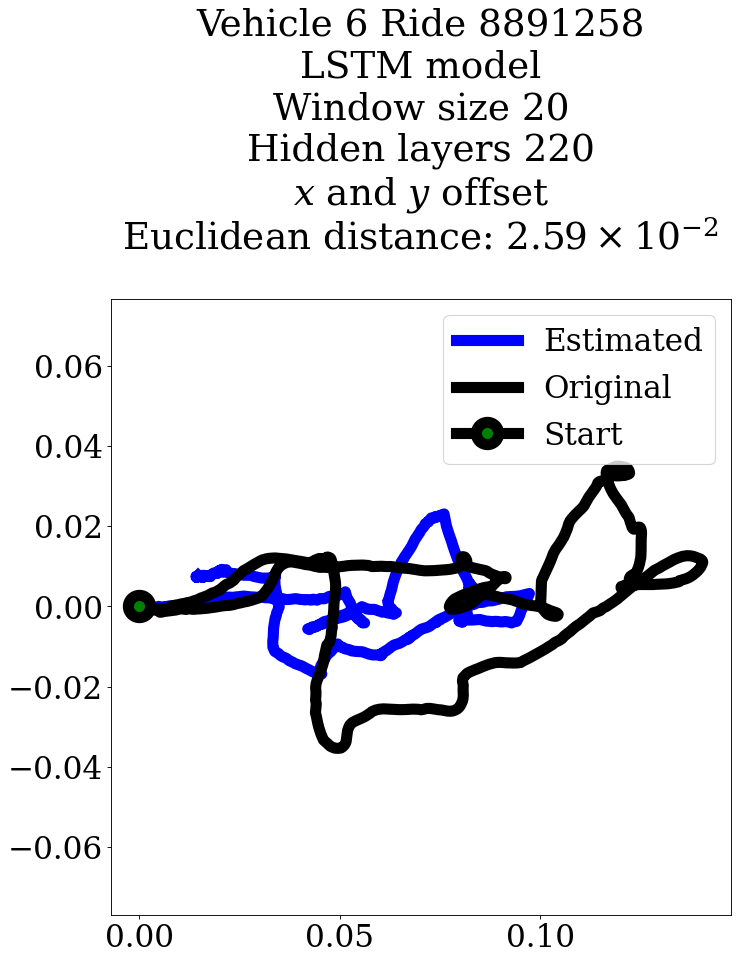 Vehicle 6 Ride 8891258
LSTM model
Window size 20
Hidden layers 220
x and y offset
Euclidean distance: 2.59 × 10⁻²
Estimated
Original
Start
0.06
0.04
0.02
0.00
−0.02
−0.04
−0.06
0.00 0.05 0.10